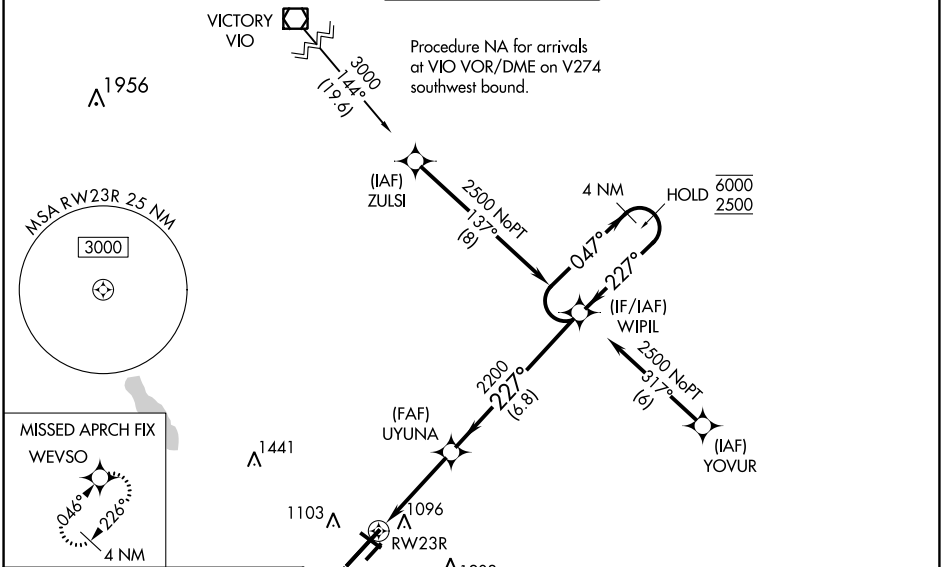 VICTORY
VIO
3000
144°
(19.6)
Procedure NA for arrivals
at VIO VOR/DME on V274
southwest bound.
1956
(IAF)
ZULSI
2500 NoPT
137°
(8)
4 NM
HOLD
6000
2500
047°
227°
MSA RW23R 25 NM
3000
(IF/IAF)
WIPIL
2500 NoPT
317°
(6)
(IAF)
YOVUR
2200
227°
(6.8)
(FAF)
UYUNA
MISSED APRCH FIX
WEVSO
046°
226°
4 NM
1441
1103
1096
RW23R